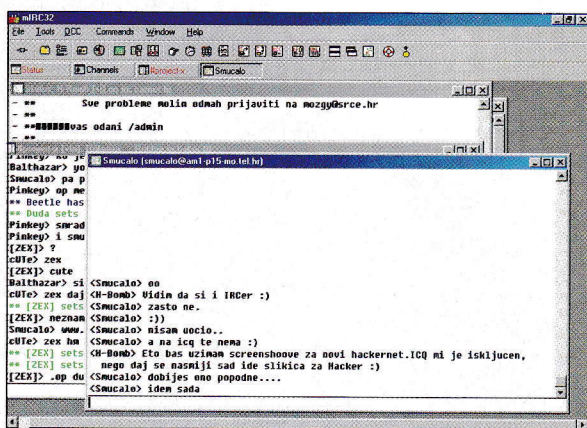 mIRC32
File Tools DCC Commands Window Help
Status Channels #project-x Smucalo
- ** Sve probleme molim odmah prijaviti na mozgy@srce.hr
- **
- ** vas odani /admin
- **
Balthazar> yo
Smucalo> pa p
Pinkey> op me
** Beetle has
** Duda sets
Pinkey> smrad
Pinkey> i smu
[ZEX]> ?
cUTe> zex
[ZEX]> cute
Balthazar> si
cUTe> zex daj
** [ZEX] sets
[ZEX]> neznam
Smucalo> www.
cUTe> zex hm
** [ZEX] sets
** [ZEX] sets
[ZEX]> .op du
Smucalo (smucalo@am1-p15-mo.tel.hr)
<Smucalo> oo
<H-Bomb> Vidim da si i IRCer :)
<Smucalo> zasto ne.
<Smucalo> :))
<Smucalo> nisam uocio..
<Smucalo> a na icq te nema :)
<H-Bomb> Eto bas uzimam screenshoove za novi hackernet.ICQ mi je iskljucen,
nego daj se nasmiji sad ide slikica za Hacker :)
<Smucalo> dobijes ono popodne....
<Smucalo> idem sada